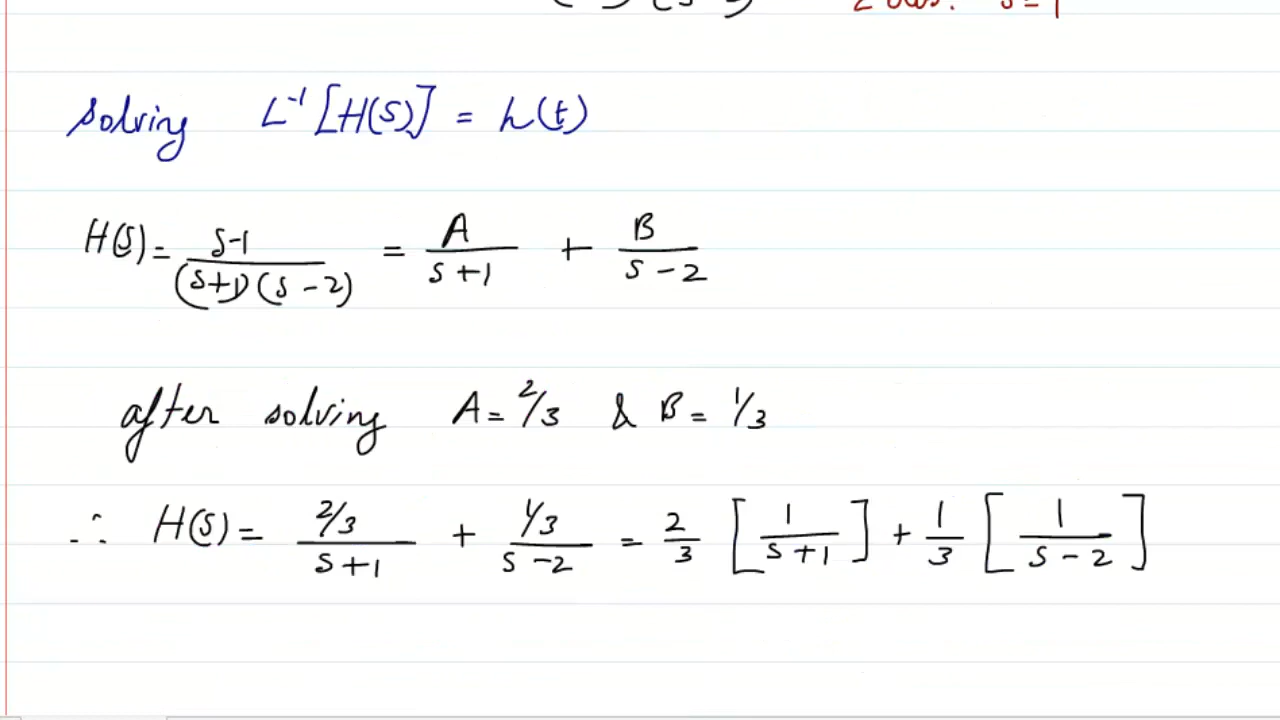 solving L⁻¹[H(S)] = h(t)
H(S) = s-1/(s+1)(s-2) = A/s+1 + B/s-2
after solving A = 2/3 & B = 1/3
∴ H(S) = 2/3/s+1 + 1/3/s-2 = 2/3 [1/s+1] + 1/3 [1/s-2]